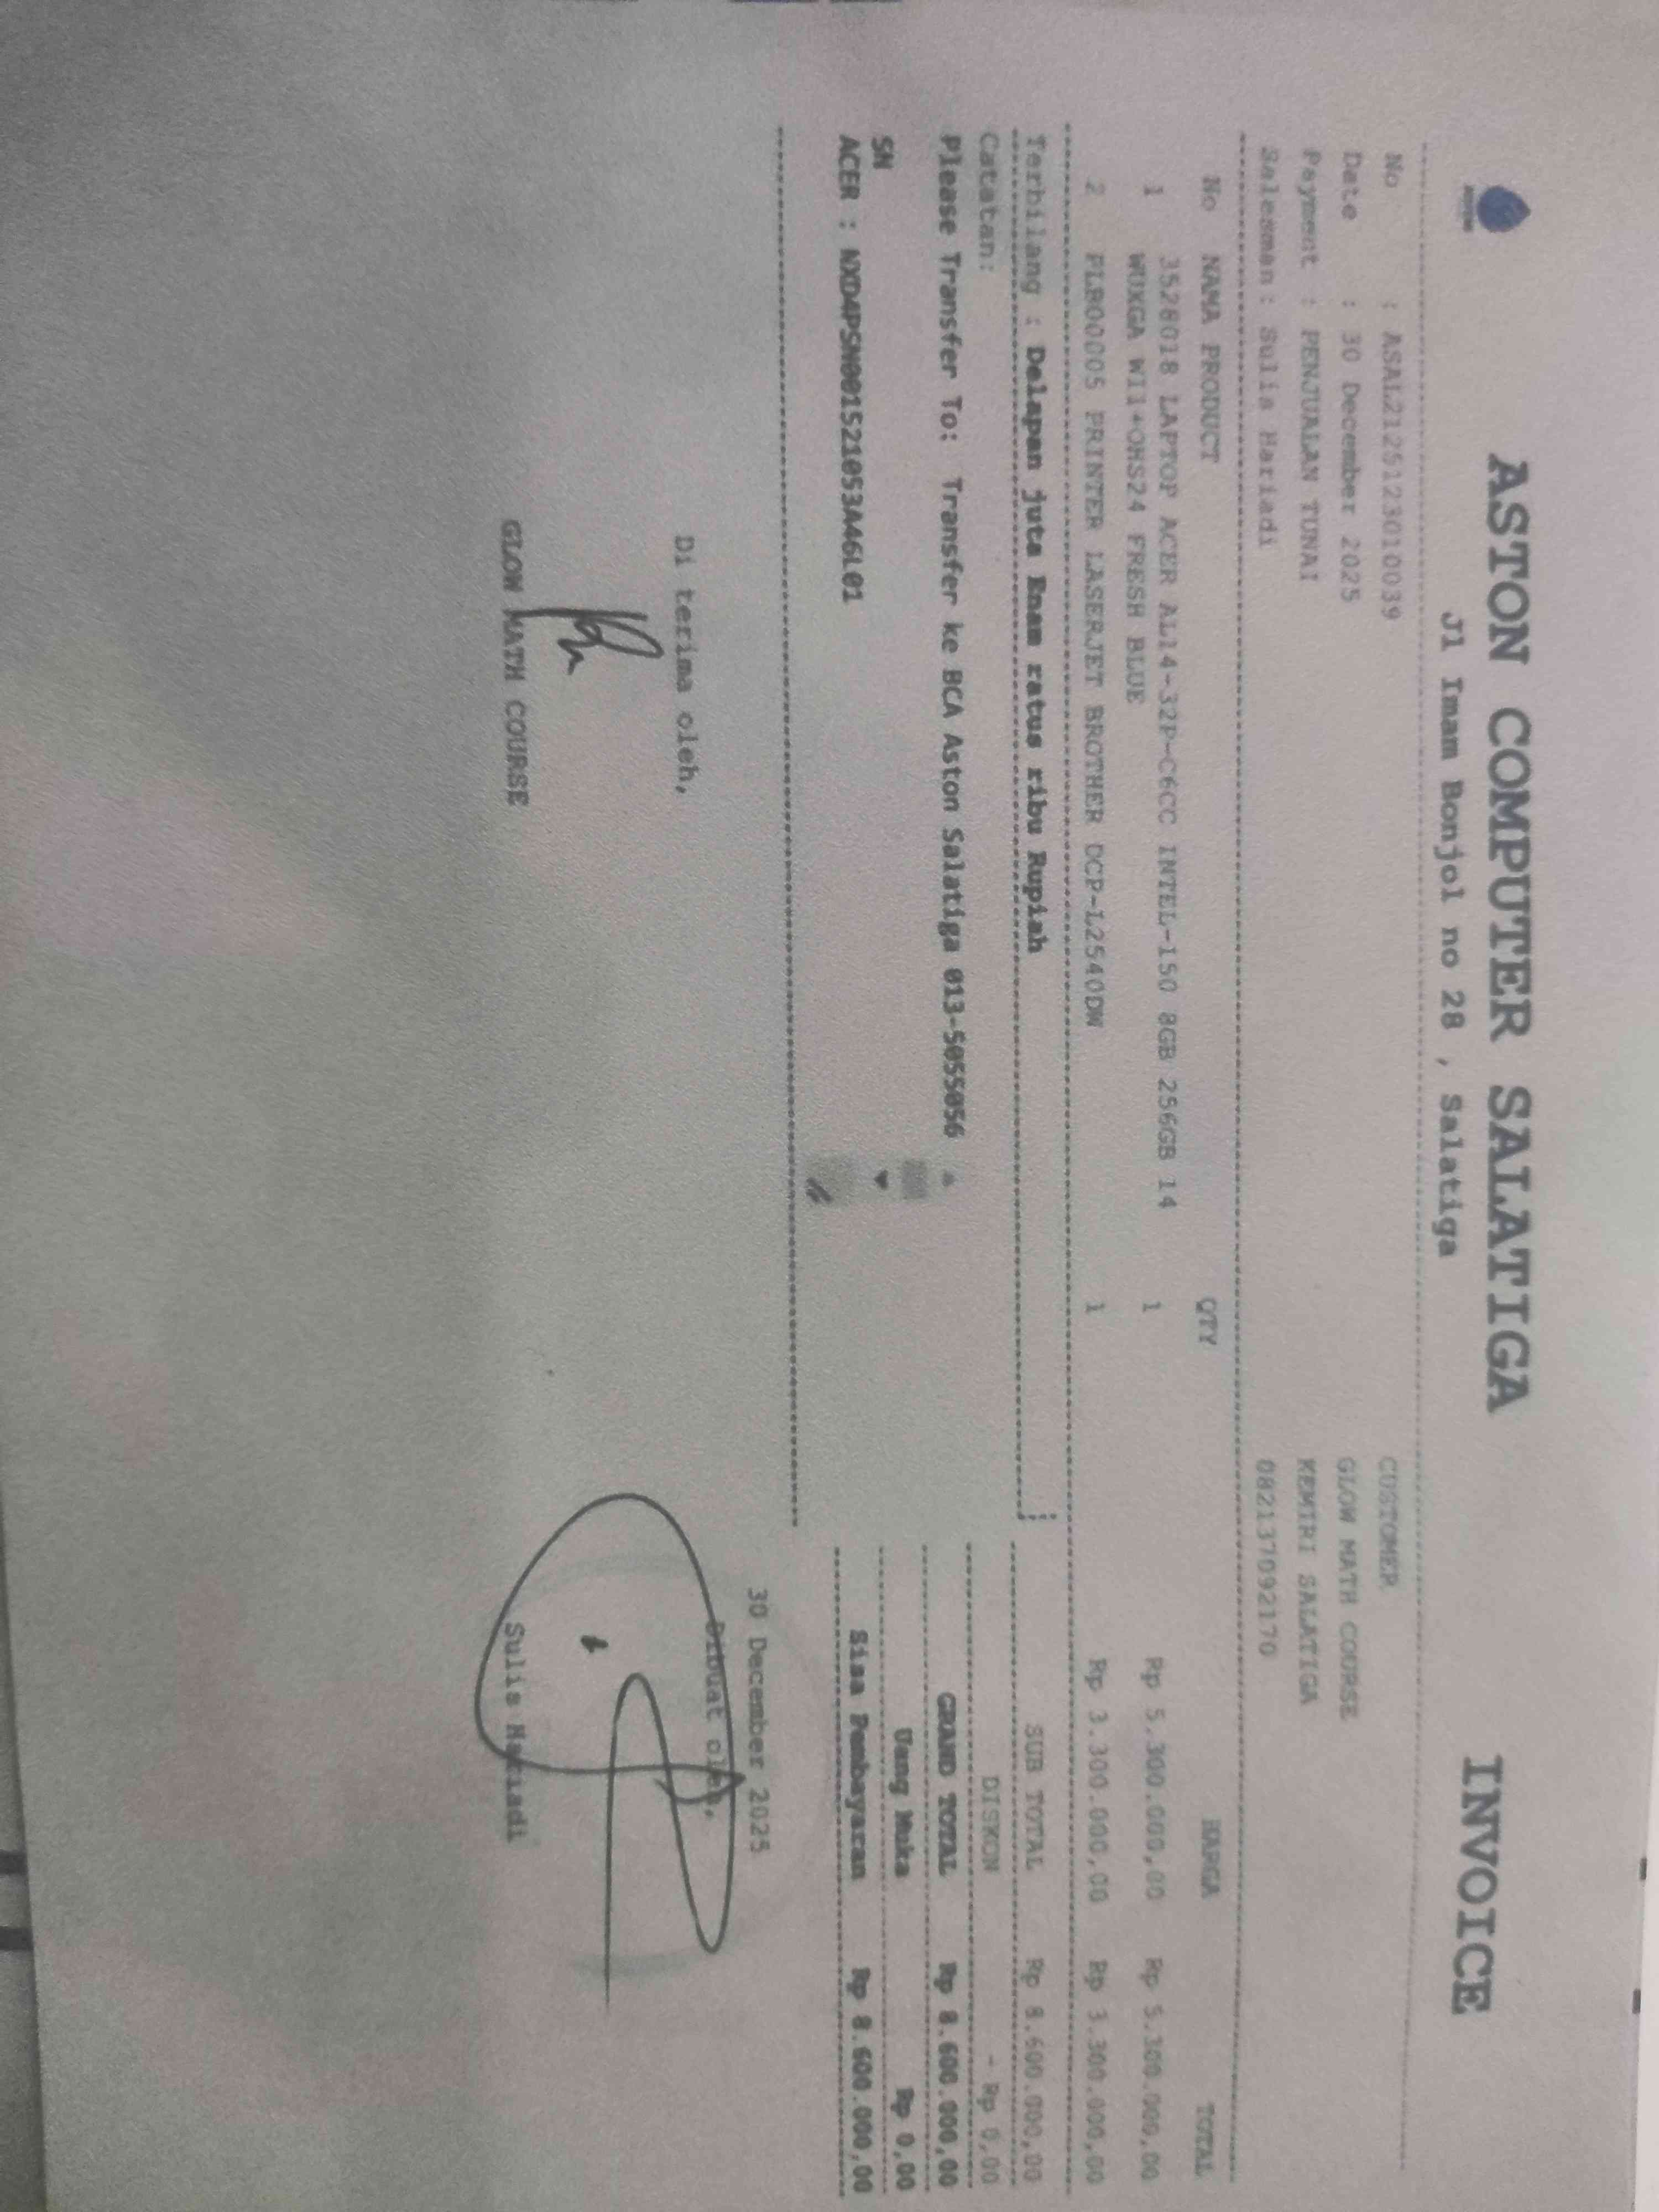 ASTON COMPUTER SALATIGA
INVOICE
Jl Imam Bonjol no 28 , Salatiga
No : ASAL2125123010039
Date : 30 December 2025
Payment : PENJUALAN TUNAI
Salesman : Sulis Hariadi
CUSTOMER
GLOW MATH COURSE
KEMIRI SALATIGA
082137092170
No NAMA PRODUCT QTY HARGA TOTAL
1 3528018 LAPTOP ACER AL14-32P-C6CC INTEL-150 8GB 256GB 14 1 Rp 5.300.000,00 Rp 5.300.000,00
WUXGA W11+OHS24 FRESH BLUE
2 PLB00005 PRINTER LASERJET BROTHER DCP-L2540DW 1 Rp 3.300.000,00 Rp 3.300.000,00
Terbilang : Delapan juta Enam ratus ribu Rupiah
Catatan:
Please Transfer To: Transfer ke BCA Aston Salatiga 013-5055056
SN
ACER : NXD4PSN001521053A46L01
SUB TOTAL Rp 8.600.000,00
DISKON - Rp 0,00
GRAND TOTAL Rp 8.600.000,00
Uang Muka Rp 0,00
Sisa Pembayaran Rp 8.600.000,00
30 December 2025
Di terima oleh,
Dibuat oleh,
GLOW MATH COURSE
Sulis Hariadi